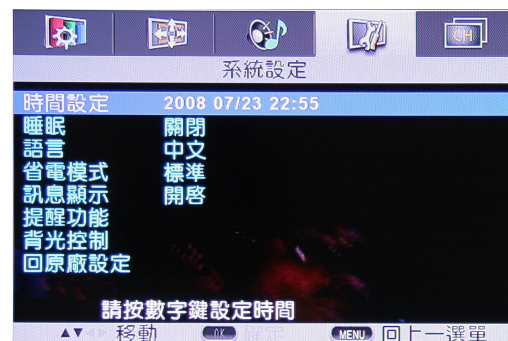 CH
系統設定
時間設定 2008 07/23 22:55
睡眠 關閉
語言 中文
省電模式 標準
訊息顯示 開啓
提醒功能
背光控制
回原廠設定
請按數字鍵設定時間
▲▼◀▶ 移動 OK 確定 MENU 回上一選單